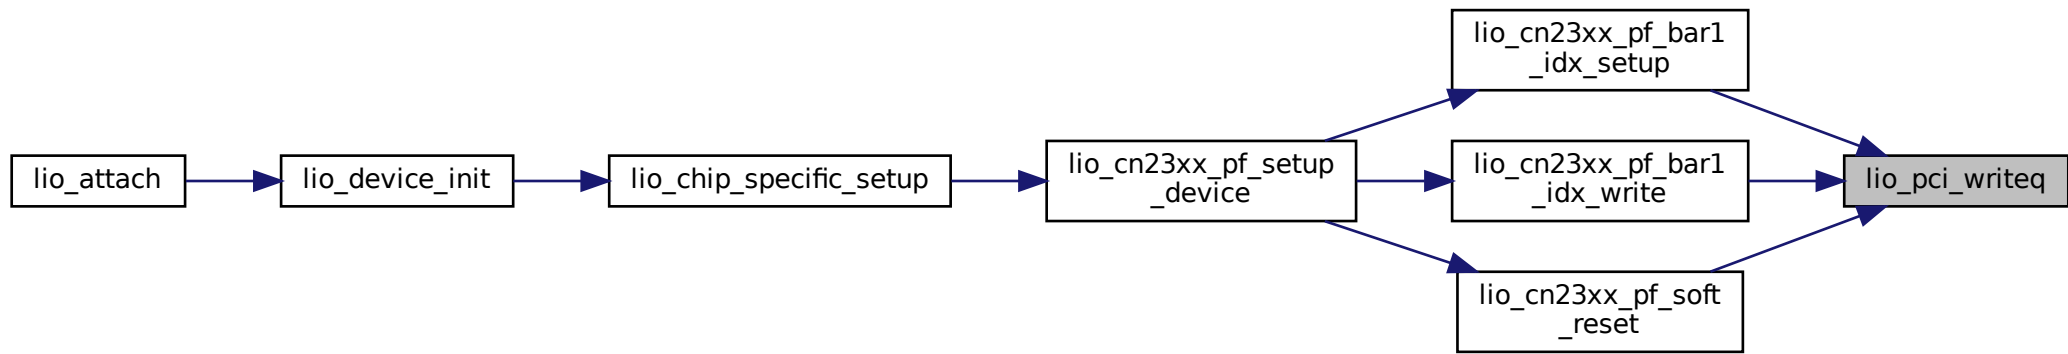 lio_attach
lio_device_init
lio_chip_specific_setup
lio_cn23xx_pf_setup
_device
lio_cn23xx_pf_bar1
_idx_setup
lio_cn23xx_pf_bar1
_idx_write
lio_cn23xx_pf_soft
_reset
lio_pci_writeq